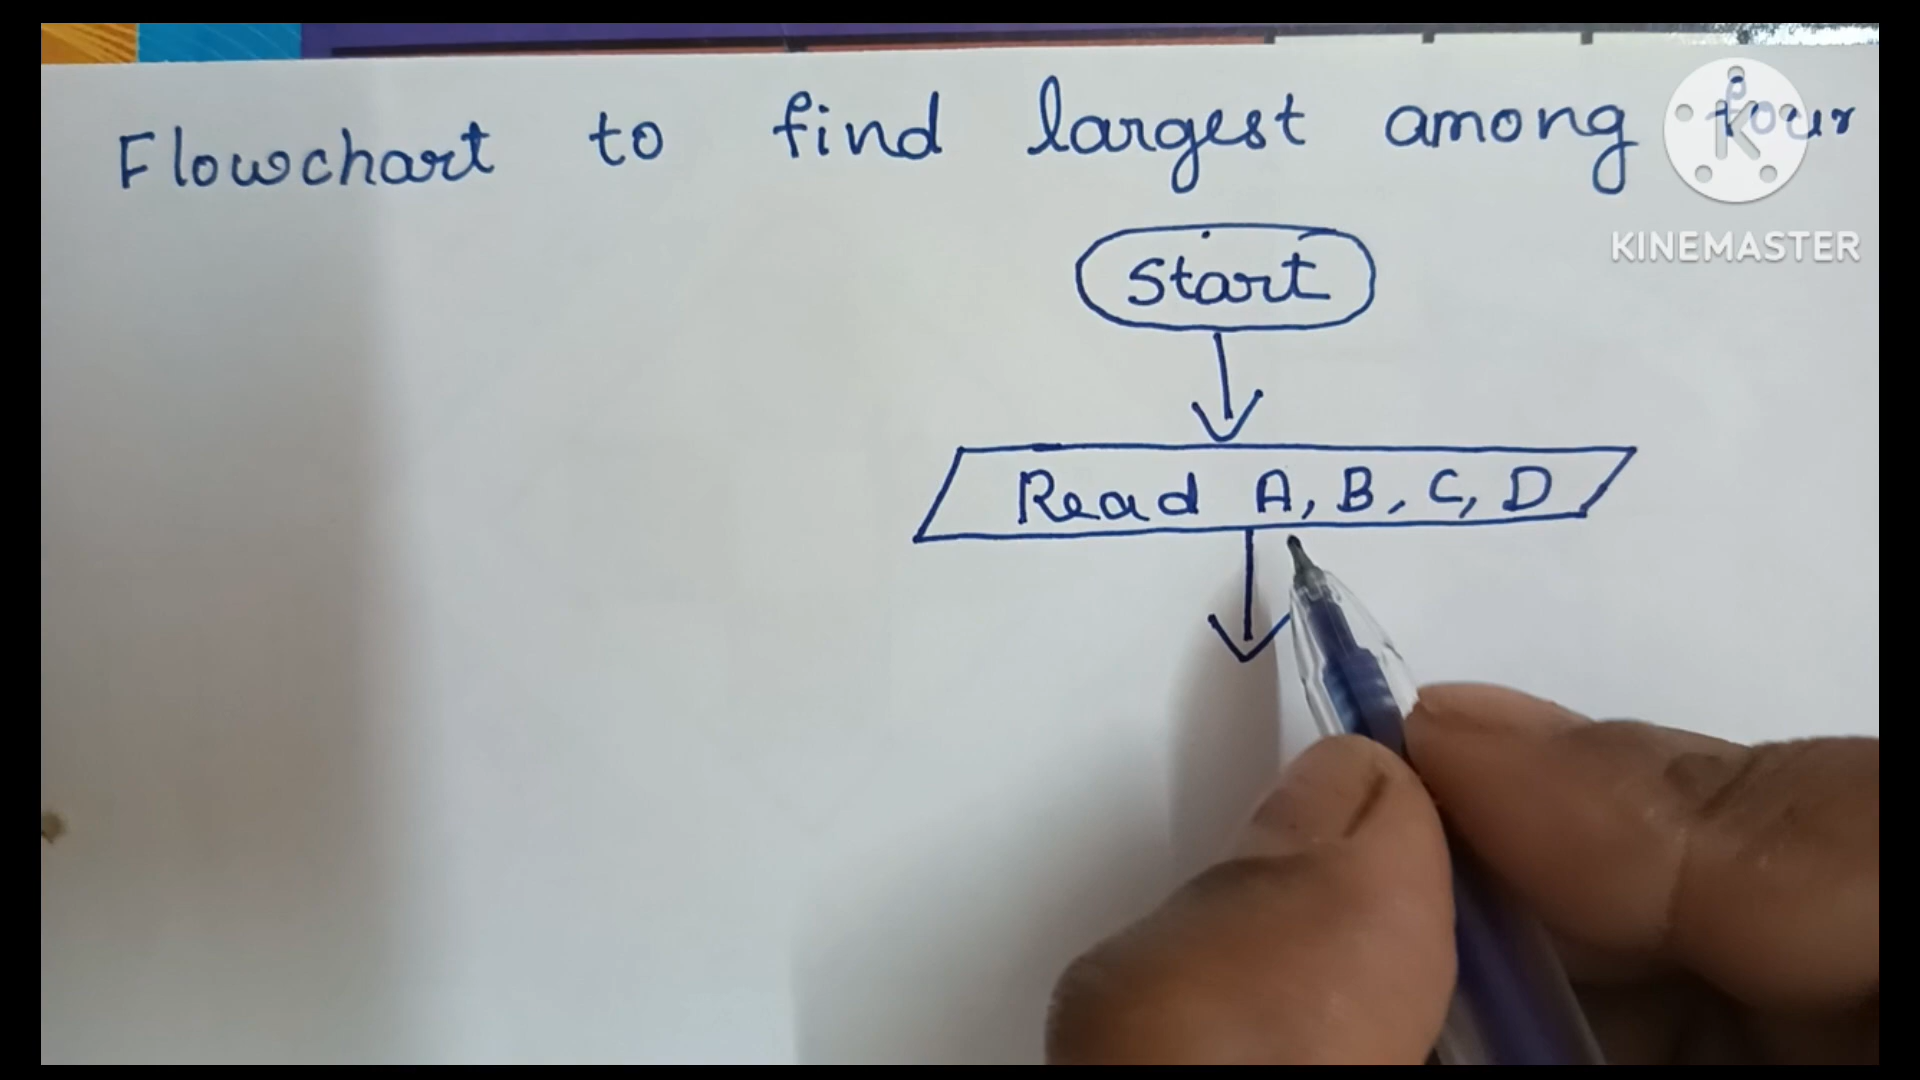 Flowchart to find largest among four
KINEMASTER
Start
Read A, B, C, D